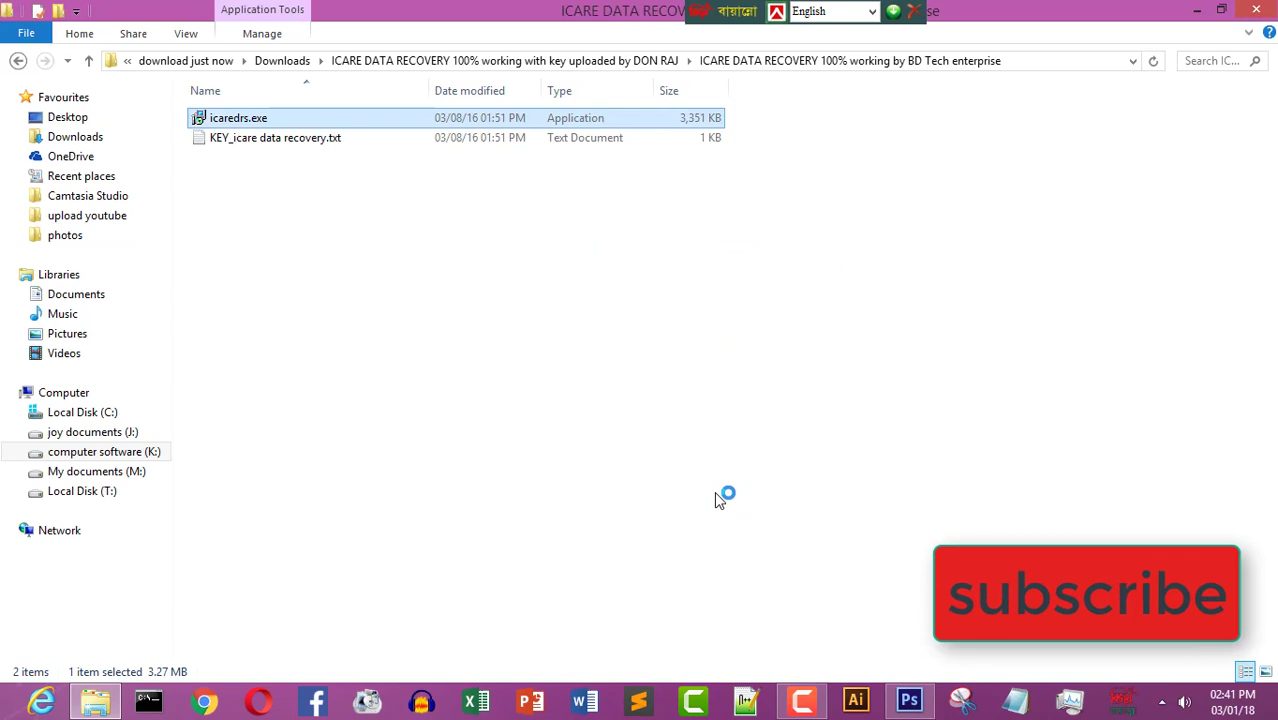 Application Tools
ICARE DATA RECOV
বায়ান্নো
English
se
File
Home
Share
View
Manage
download just now
Downloads
ICARE DATA RECOVERY 100% working with key uploaded by DON RAJ
ICARE DATA RECOVERY 100% working by BD Tech enterprise
Search IC...
Name
Date modified
Type
Size
Favourites
icaredrs.exe
03/08/16 01:51 PM
Application
3,351 KB
Desktop
KEY_icare data recovery.txt
03/08/16 01:51 PM
Text Document
1 KB
Downloads
OneDrive
Recent places
Camtasia Studio
upload youtube
photos
Libraries
Documents
Music
Pictures
Videos
Computer
Local Disk (C:)
joy documents (J:)
computer software (K:)
My documents (M:)
Local Disk (T:)
Network
subscribe
2 items
1 item selected 3.27 MB
02:41 PM
03/01/18